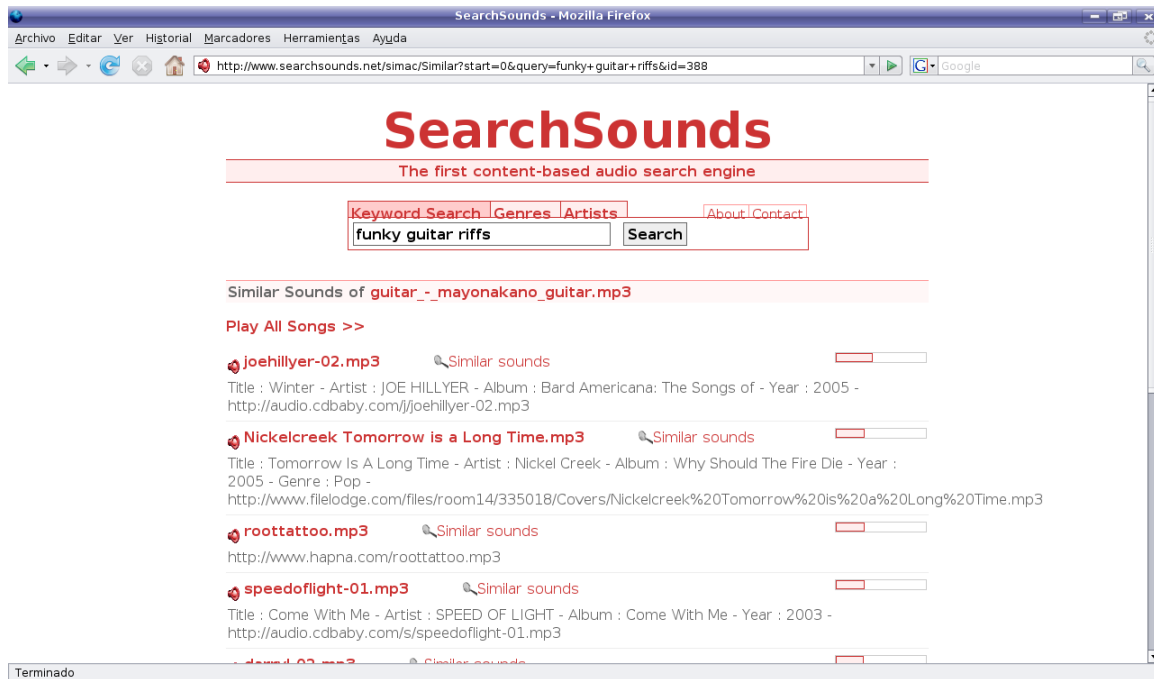 SearchSounds - Mozilla Firefox
Archivo Editar Ver Historial Marcadores Herramientas Ayuda
http://www.searchsounds.net/simac/Similar?start=0&query=funky+guitar+riffs&id=388 G Google
SearchSounds
The first content-based audio search engine
Keyword Search Genres Artists About Contact
funky guitar riffs Search
Similar Sounds of guitar_-_mayonakano_guitar.mp3
Play All Songs >>
joehillyer-02.mp3 Similar sounds
Title : Winter - Artist : JOE HILLYER - Album : Bard Americana: The Songs of - Year : 2005 -
http://audio.cdbaby.com/j/joehillyer-02.mp3
Nickelcreek Tomorrow is a Long Time.mp3 Similar sounds
Title : Tomorrow Is A Long Time - Artist : Nickel Creek - Album : Why Should The Fire Die - Year :
2005 - Genre : Pop -
http://www.filelodge.com/files/room14/335018/Covers/Nickelcreek%20Tomorrow%20is%20a%20Long%20Time.mp3
roottattoo.mp3 Similar sounds
http://www.hapna.com/roottattoo.mp3
speedoflight-01.mp3 Similar sounds
Title : Come With Me - Artist : SPEED OF LIGHT - Album : Come With Me - Year : 2003 -
http://audio.cdbaby.com/s/speedoflight-01.mp3
Similar sounds
Terminado